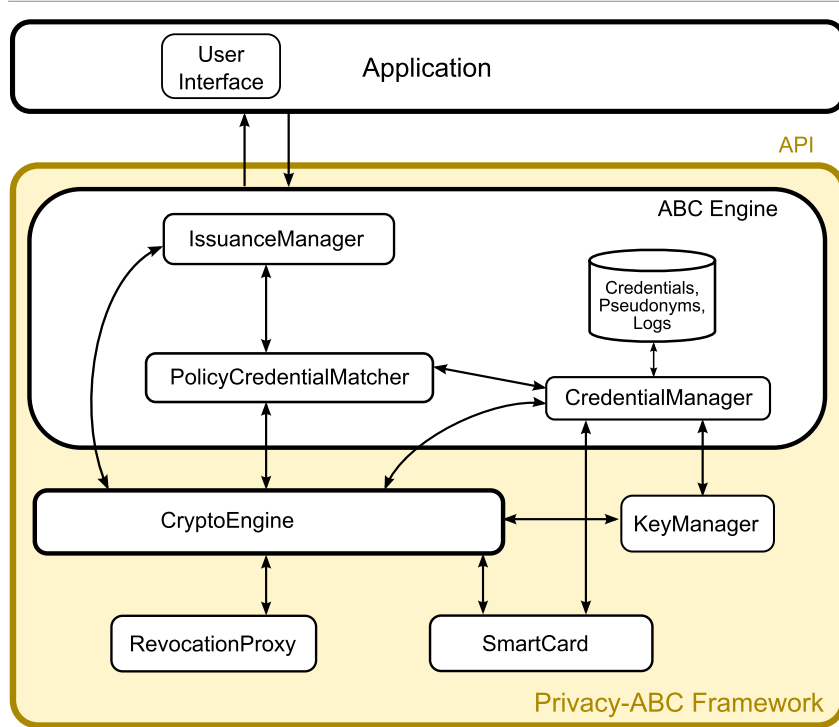 User
Interface
Application
API
ABC Engine
IssuanceManager
Credentials,
Pseudonyms,
Logs
PolicyCredentialMatcher
CredentialManager
CryptoEngine
KeyManager
RevocationProxy
SmartCard
Privacy-ABC Framework